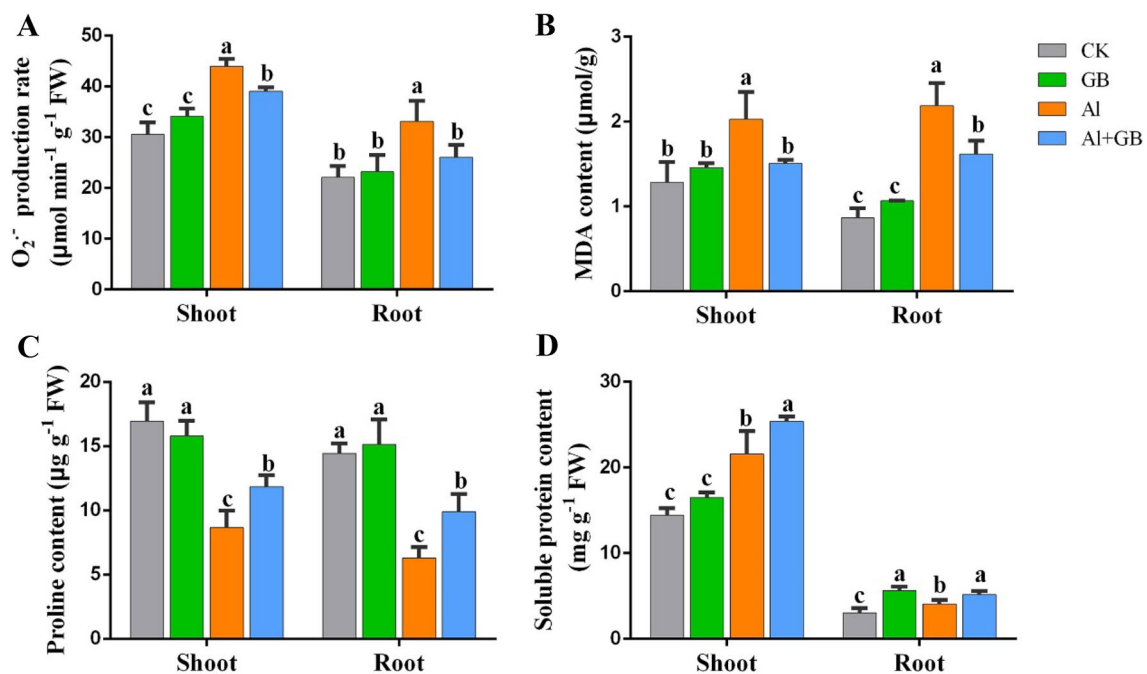 A
O₂·⁻ production rate
(μmol min⁻¹ g⁻¹ FW)
50
40
30
20
10
0
c c a b
b b a b
Shoot Root
B
MDA content (μmol/g)
3
2
1
0
b b a b
c c a b
Shoot Root
CK
GB
Al
Al+GB
C
Proline content (μg g⁻¹ FW)
20
15
10
5
0
a a c b
a a c b
Shoot Root
D
Soluble protein content
(mg g⁻¹ FW)
30
20
10
0
c c b a
c a b a
Shoot Root